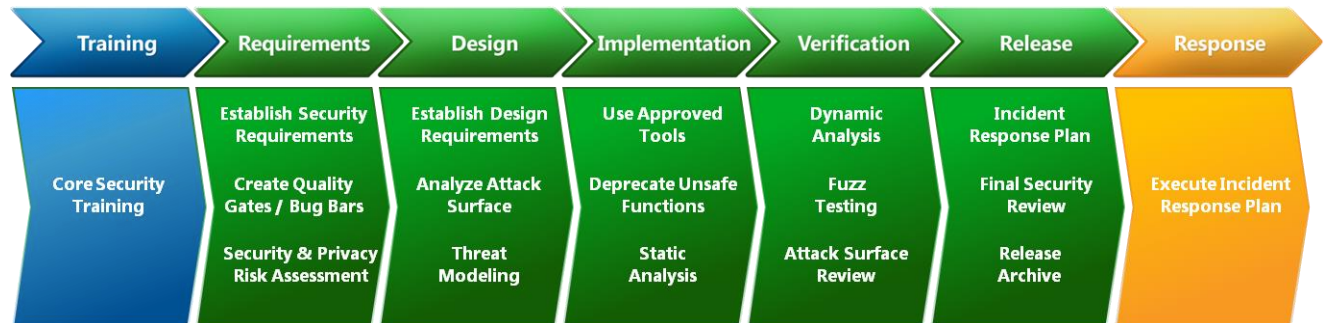 Training
Requirements
Design
Implementation
Verification
Release
Response
Core Security
Training
Establish Security
Requirements
Create Quality
Gates / Bug Bars
Security & Privacy
Risk Assessment
Establish Design
Requirements
Analyze Attack
Surface
Threat
Modeling
Use Approved
Tools
Deprecate Unsafe
Functions
Static
Analysis
Dynamic
Analysis
Fuzz
Testing
Attack Surface
Review
Incident
Response Plan
Final Security
Review
Release
Archive
Execute Incident
Response Plan